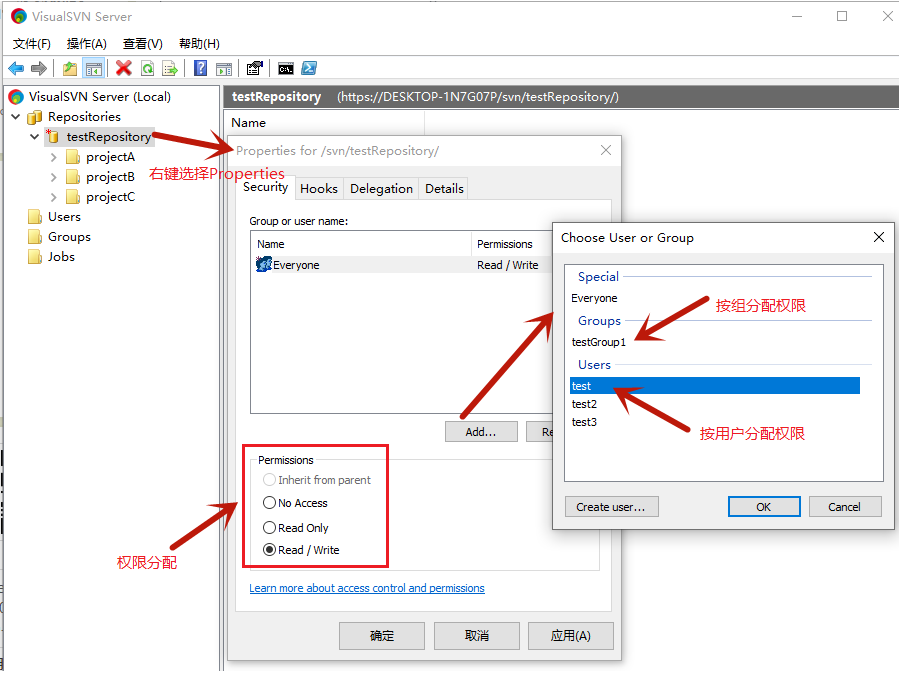 VisualSVN Server
文件(F) 操作(A) 查看(V) 帮助(H)
VisualSVN Server (Local)
Repositories
testRepository
projectA
projectB
projectC
Users
Groups
Jobs
右键选择Properties
testRepository (https://DESKTOP-1N7G07P/svn/testRepository/)
Name
Properties for /svn/testRepository/
Security Hooks Delegation Details
Group or user name:
Name Permissions
Everyone Read / Write
Add...
Permissions
Inherit from parent
No Access
Read Only
Read / Write
权限分配
Learn more about access control and permissions
确定 取消 应用(A)
Choose User or Group
Special
Everyone
Groups
testGroup1
Users
test
test2
test3
按组分配权限
按用户分配权限
Create user... OK Cancel